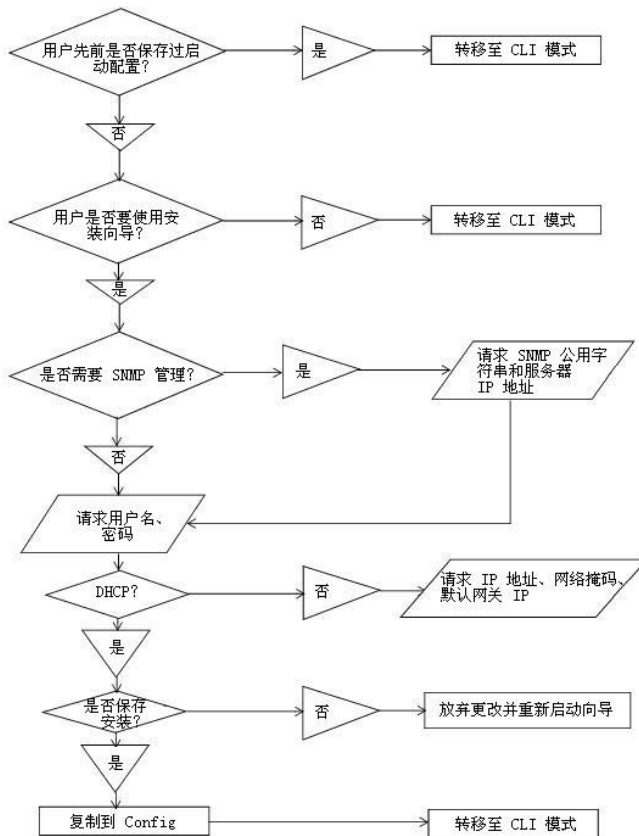 用户先前是否保存过启
动配置？
是
转移至 CLI 模式
否
用户是否要使用安
装向导？
否
转移至 CLI 模式
是
是否需要 SNMP 管理？
是
请求 SNMP 公用字
符串和服务器
IP 地址
否
请求用户名、
密码
DHCP？
否
请求 IP 地址、网络掩码、
默认网关 IP
是
是否保存
安装？
否
放弃更改并重新启动向导
是
复制到 Config
转移至 CLI 模式